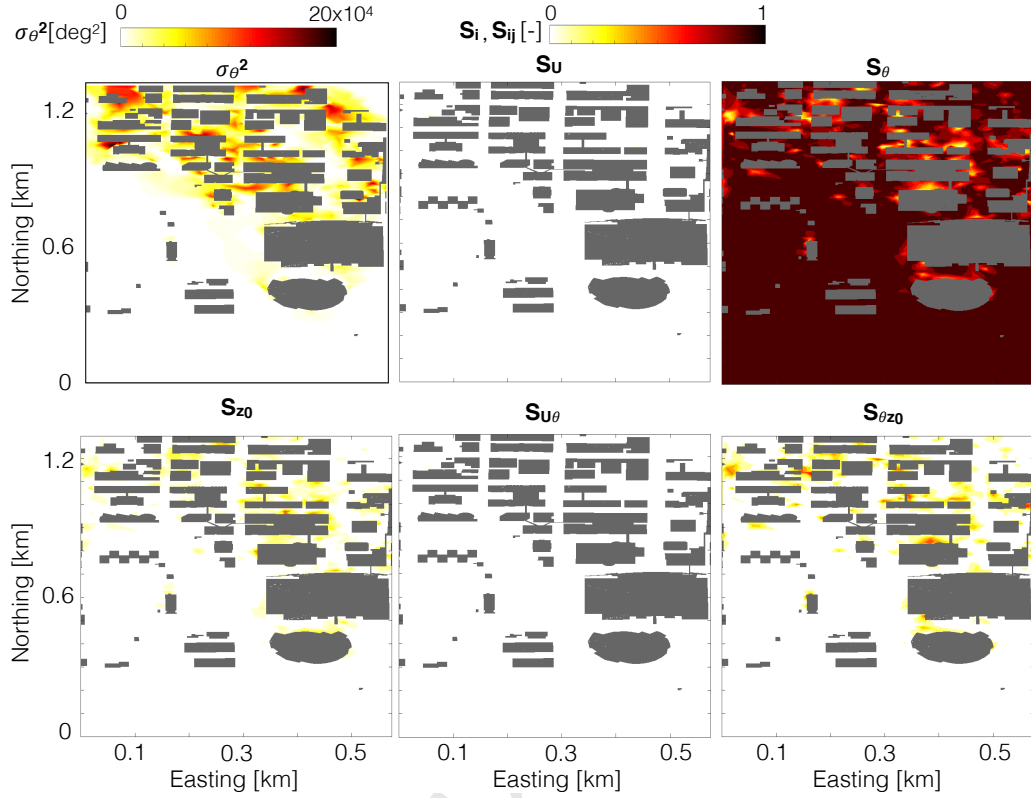 0 20x10⁴ 0 1
σθ²[deg²] Si , Sij [-]
σθ² SU Sθ
1.2
0.6
0
Northing [km]
Sz0 SUθ Sθz0
1.2
0.6
0
Northing [km]
0.1 0.3 0.5 0.1 0.3 0.5 0.1 0.3 0.5
Easting [km] Easting [km] Easting [km]